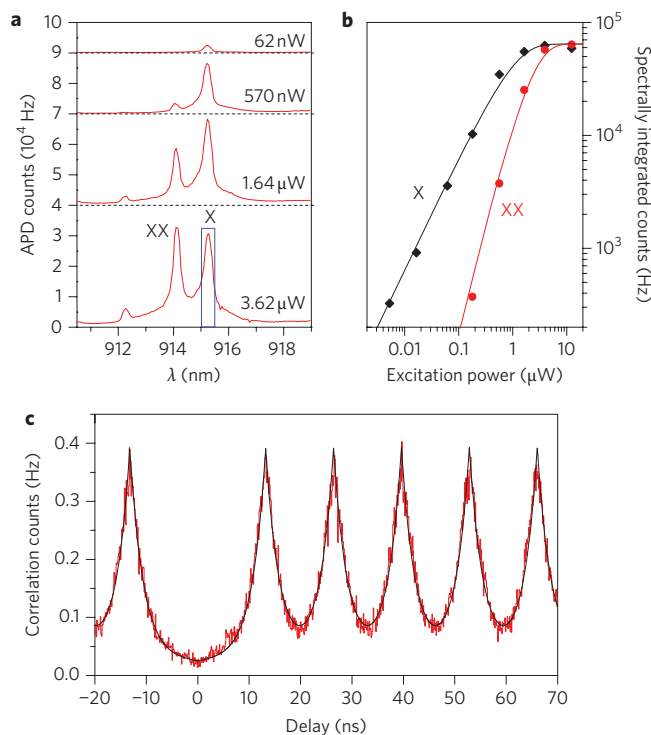 a
APD counts (10⁴ Hz)
10
9
8
7
6
5
4
3
2
1
0
62 nW
570 nW
1.64 μW
XX
X
3.62 μW
912
914
916
918
λ (nm)
b
10⁵
10⁴
10³
Spectrally integrated counts (Hz)
X
XX
0.01
0.1
1
10
Excitation power (μW)
c
Correlation counts (Hz)
0.4
0.3
0.2
0.1
0.0
−20
−10
0
10
20
30
40
50
60
70
Delay (ns)